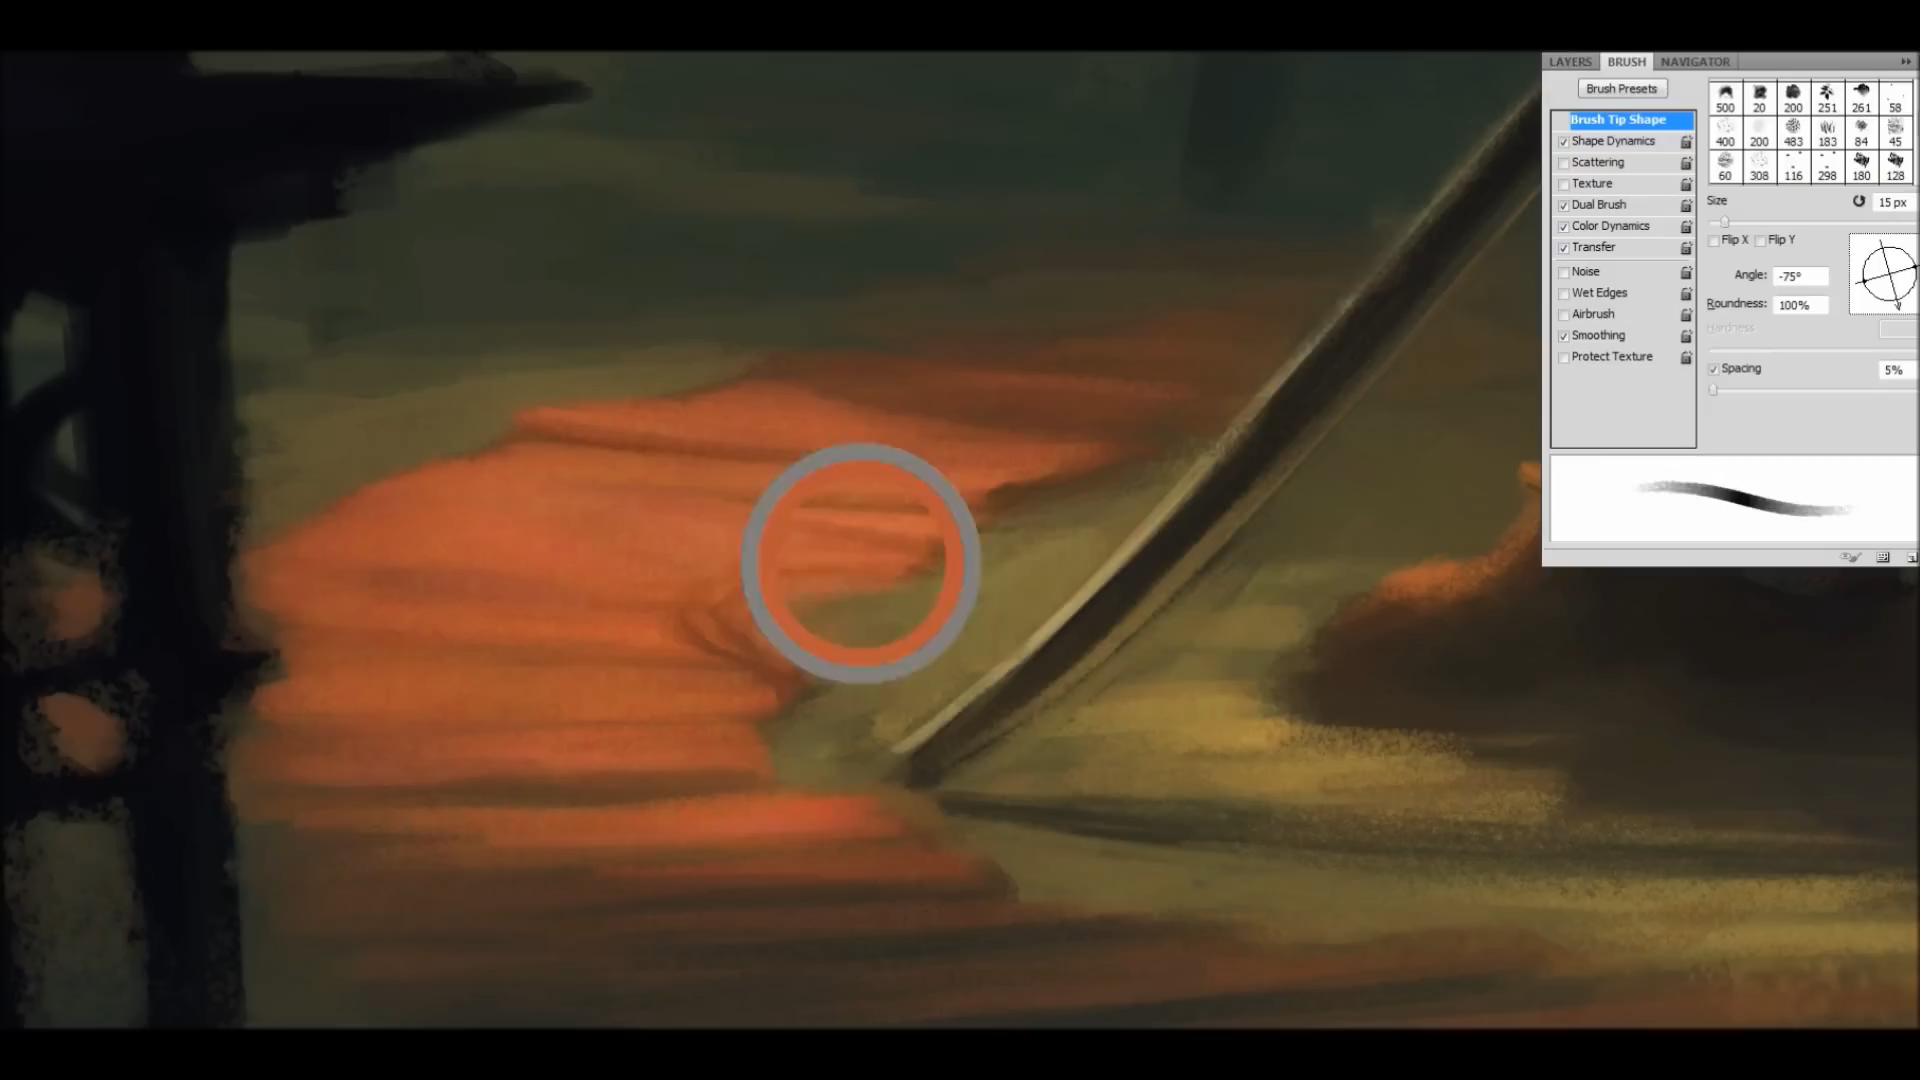 LAYERS BRUSH NAVIGATOR
Brush Presets
500 20 200 251 261 58
400 200 483 183 84 45
60 308 116 298 180 128
Brush Tip Shape
Shape Dynamics
Scattering
Texture
Dual Brush
Color Dynamics
Transfer
Noise
Wet Edges
Airbrush
Smoothing
Protect Texture
Size 15 px
Flip X Flip Y
Angle: -75°
Roundness: 100%
Hardness
Spacing 5%